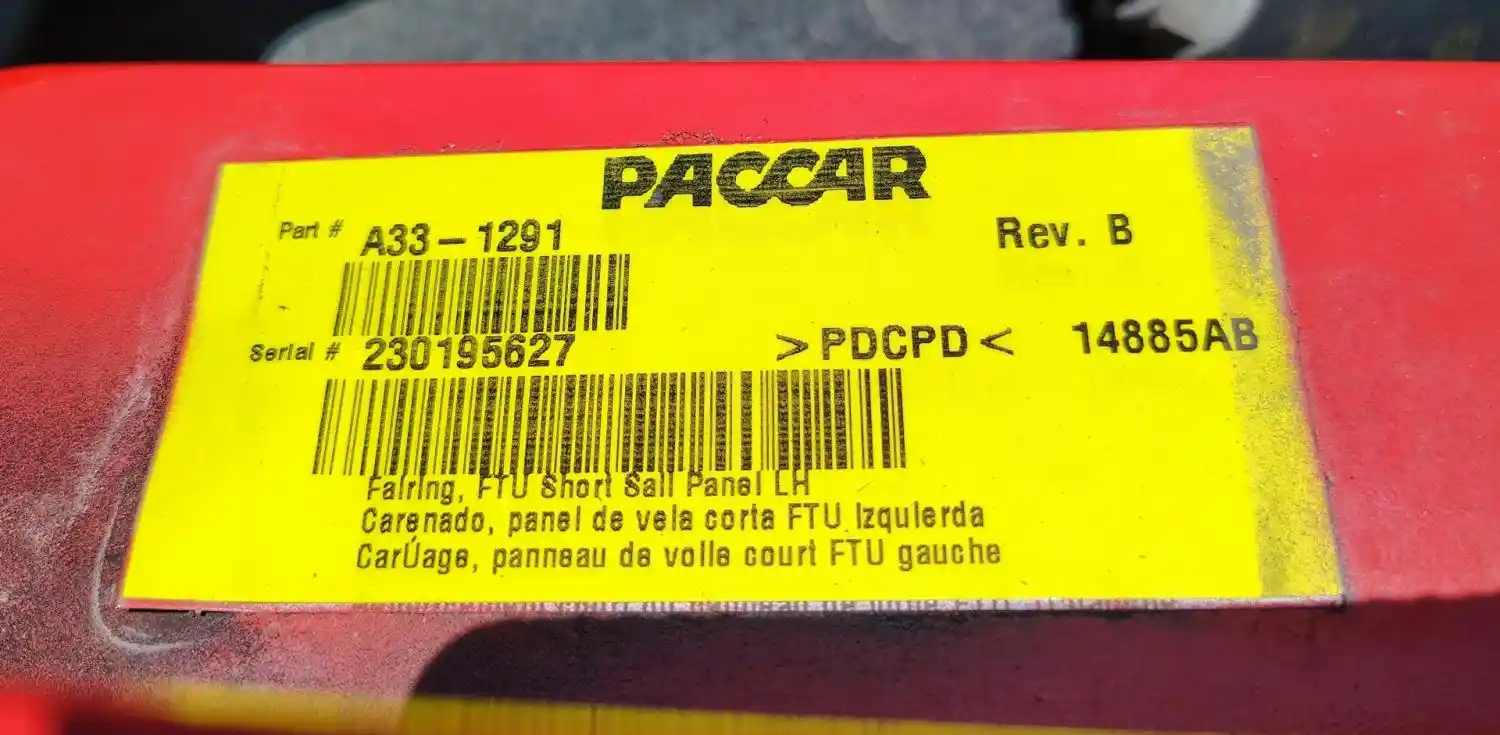 PACCAR
Part # A33-1291 Rev. B
Serial # 230195627 >PDCPD< 14885AB
Fairing, FTU Short Sail Panel LH
Carenado, panel de vela corta FTU Izquierda
CarÚage, panneau de voile court FTU gauche